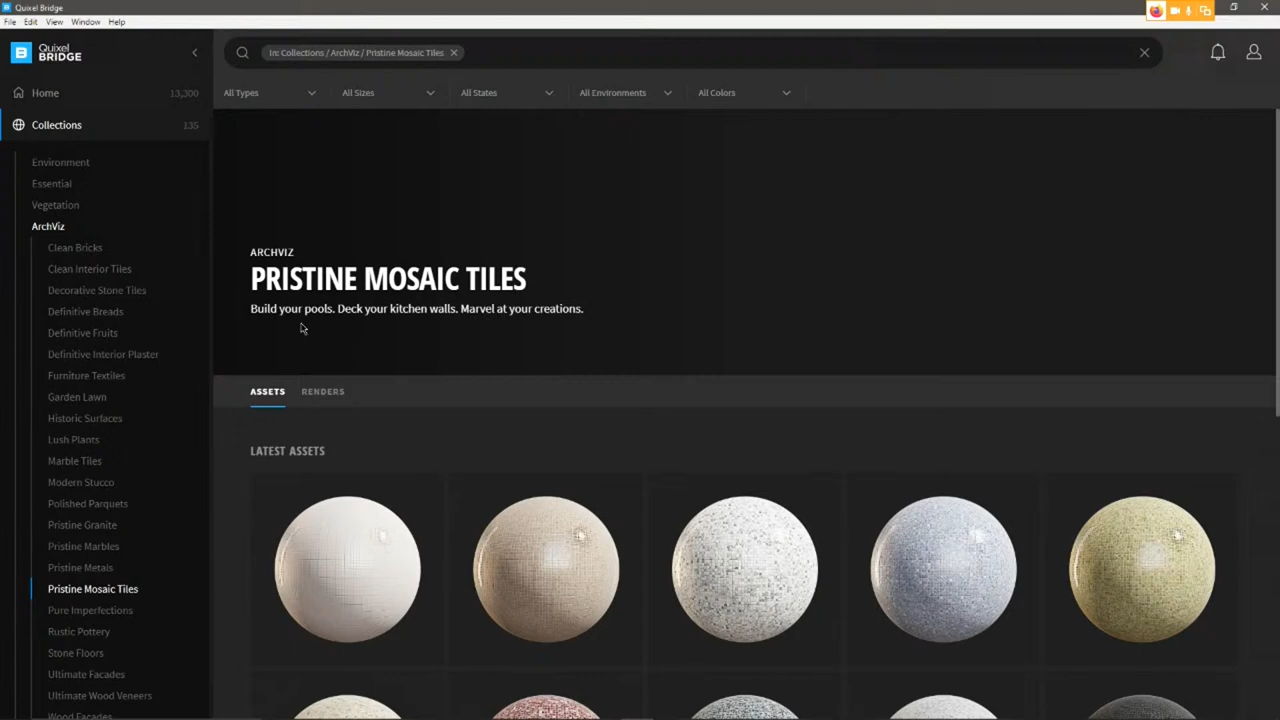 Quixel Bridge
File Edit View Window Help
B Quixel BRIDGE
In: Collections / ArchViz / Pristine Mosaic Tiles
Home 13,300
All Types All Sizes All States All Environments All Colors
Collections 135
Environment
Essential
Vegetation
ArchViz
Clean Bricks
Clean Interior Tiles
Decorative Stone Tiles
Definitive Breads
Definitive Fruits
Definitive Interior Plaster
Furniture Textiles
Garden Lawn
Historic Surfaces
Lush Plants
Marble Tiles
Modern Stucco
Polished Parquets
Pristine Granite
Pristine Marbles
Pristine Metals
Pristine Mosaic Tiles
Pure Imperfections
Rustic Pottery
Stone Floors
Ultimate Facades
Ultimate Wood Veneers
Wood Facades
ARCHVIZ
PRISTINE MOSAIC TILES
Build your pools. Deck your kitchen walls. Marvel at your creations.
ASSETS RENDERS
LATEST ASSETS